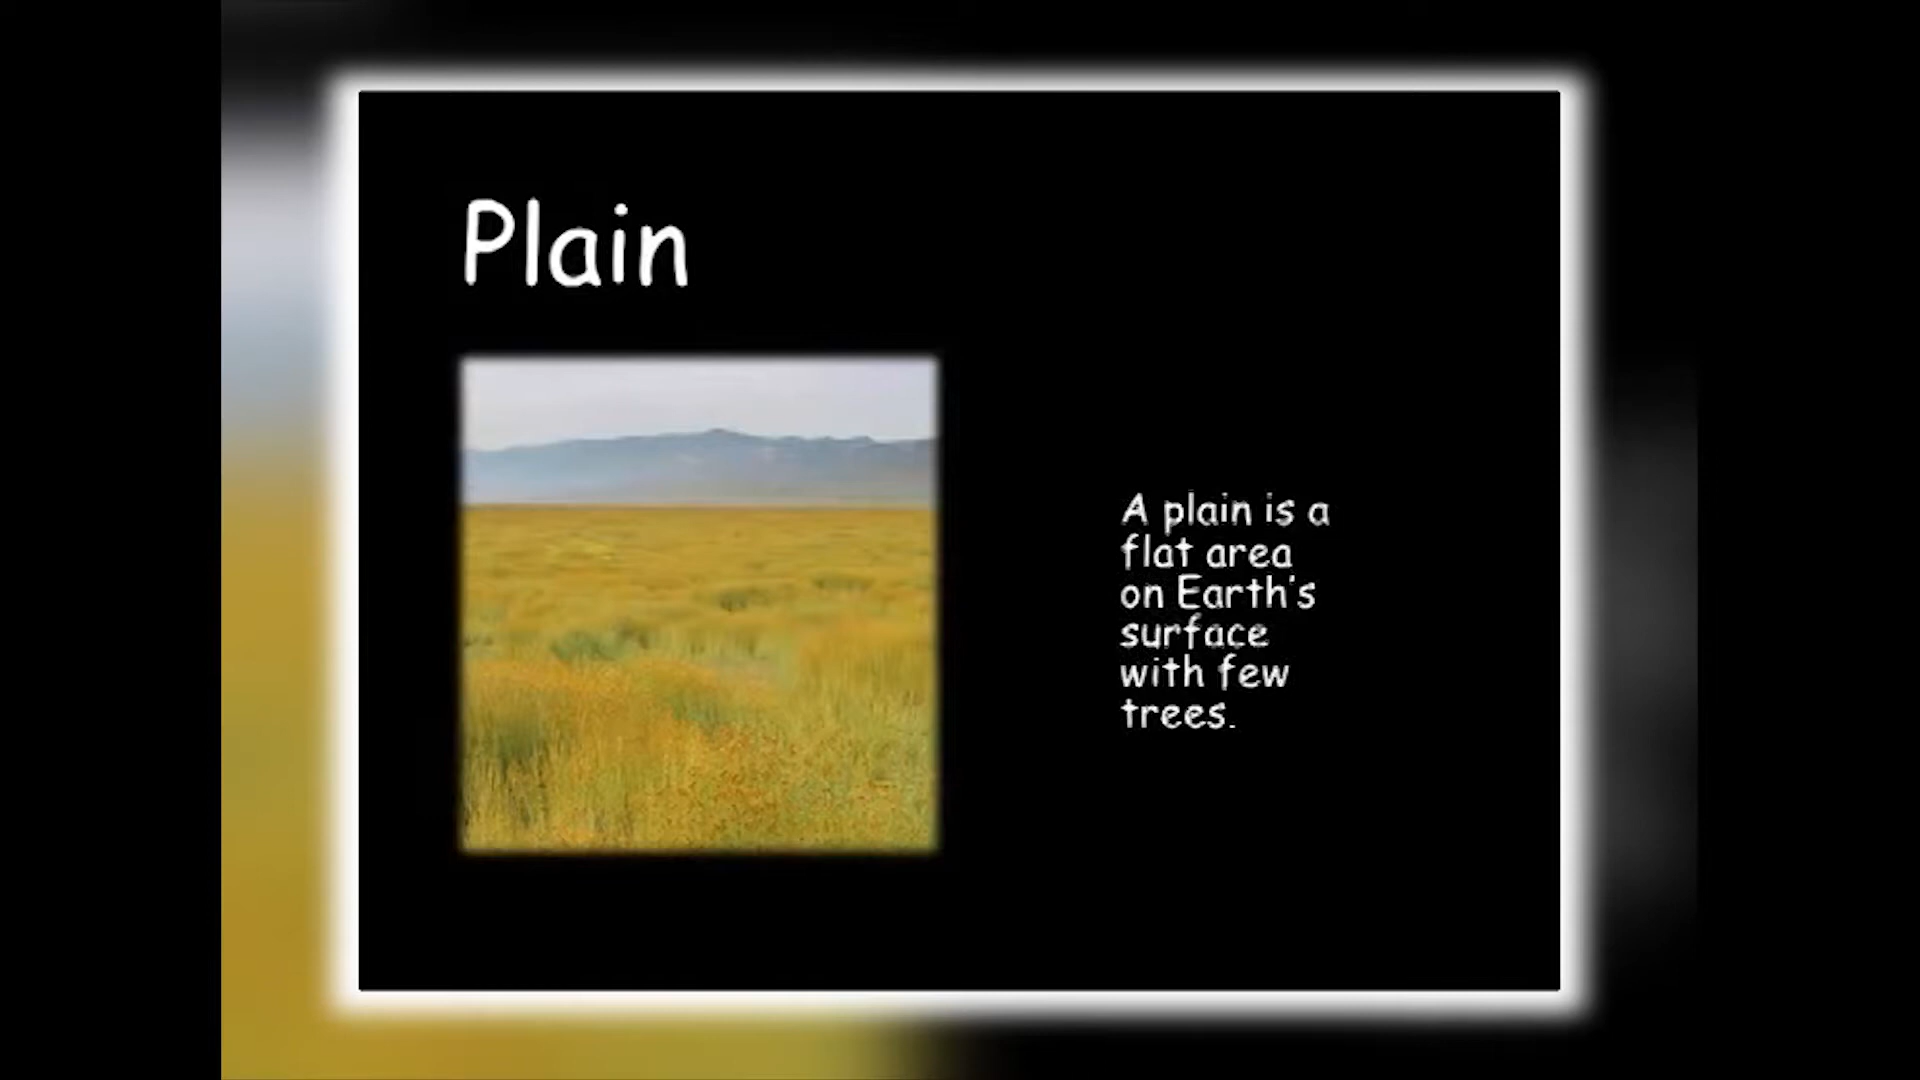 Plain
A plain is a
flat area
on Earth's
surface
with few
trees.